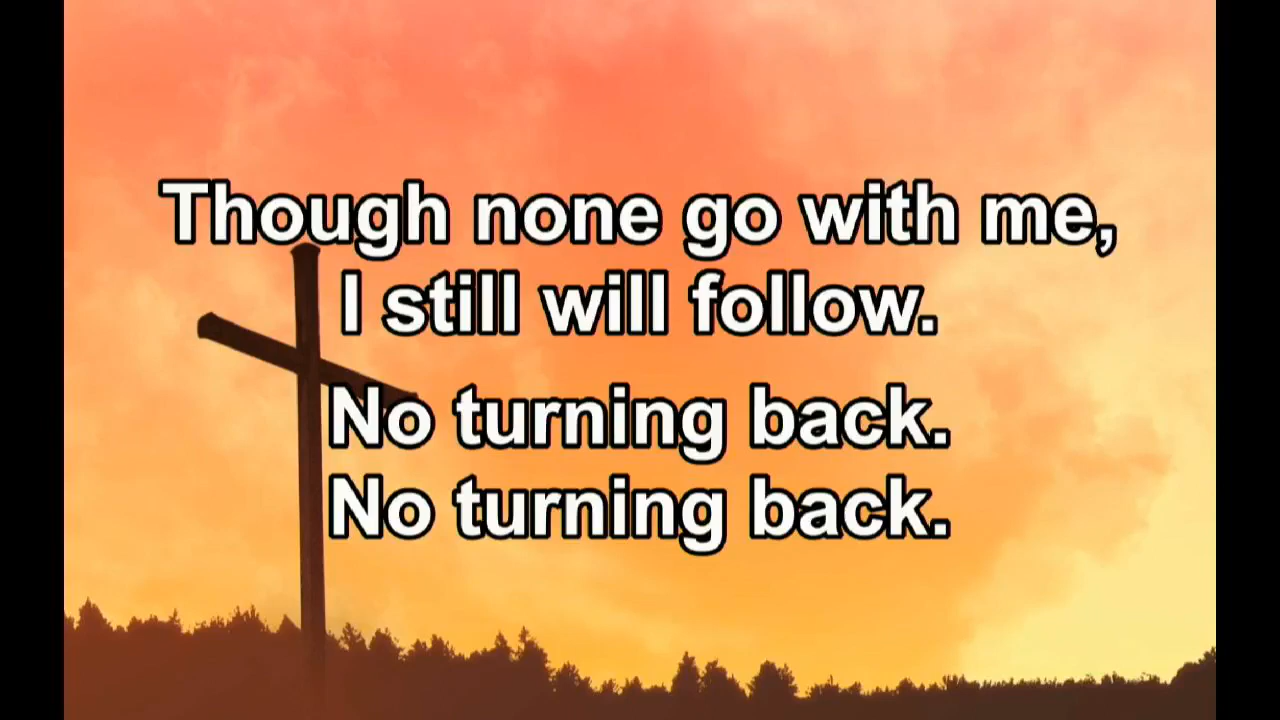 Though none go with me,
I still will follow.
No turning back.
No turning back.